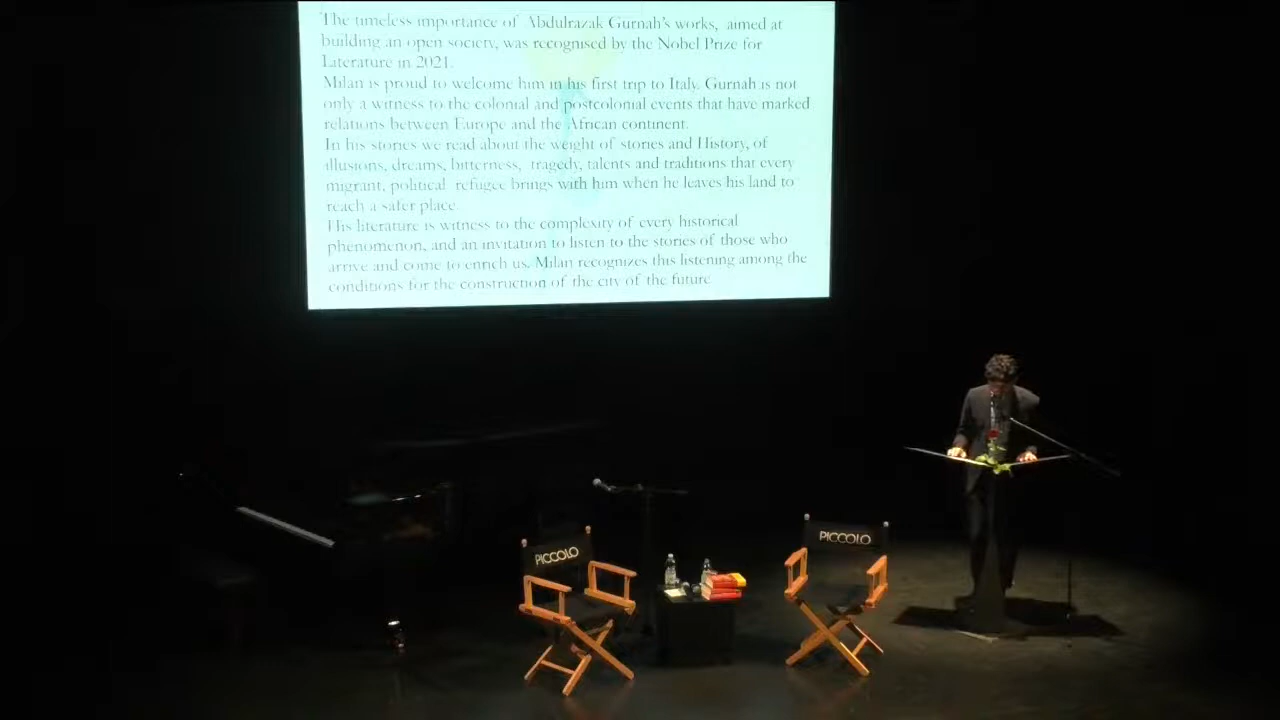 The timeless importance of Abdulrazak Gurnah's works, aimed at
building an open society, was recognised by the Nobel Prize for
Literature in 2021.
Milan is proud to welcome him in his first trip to Italy. Gurnah is not
only a witness to the colonial and postcolonial events that have marked
relations between Europe and the African continent.
In his stories we read about the weight of stories and History, of
illusions, dreams, bitterness, tragedy, talents and traditions that every
migrant, political refugee brings with him when he leaves his land to
reach a safer place.
His literature is witness to the complexity of every historical
phenomenon, and an invitation to listen to the stories of those who
arrive and come to enrich us. Milan recognizes this listening among the
conditions for the construction of the city of the future
PICCOLO
PICCOLO